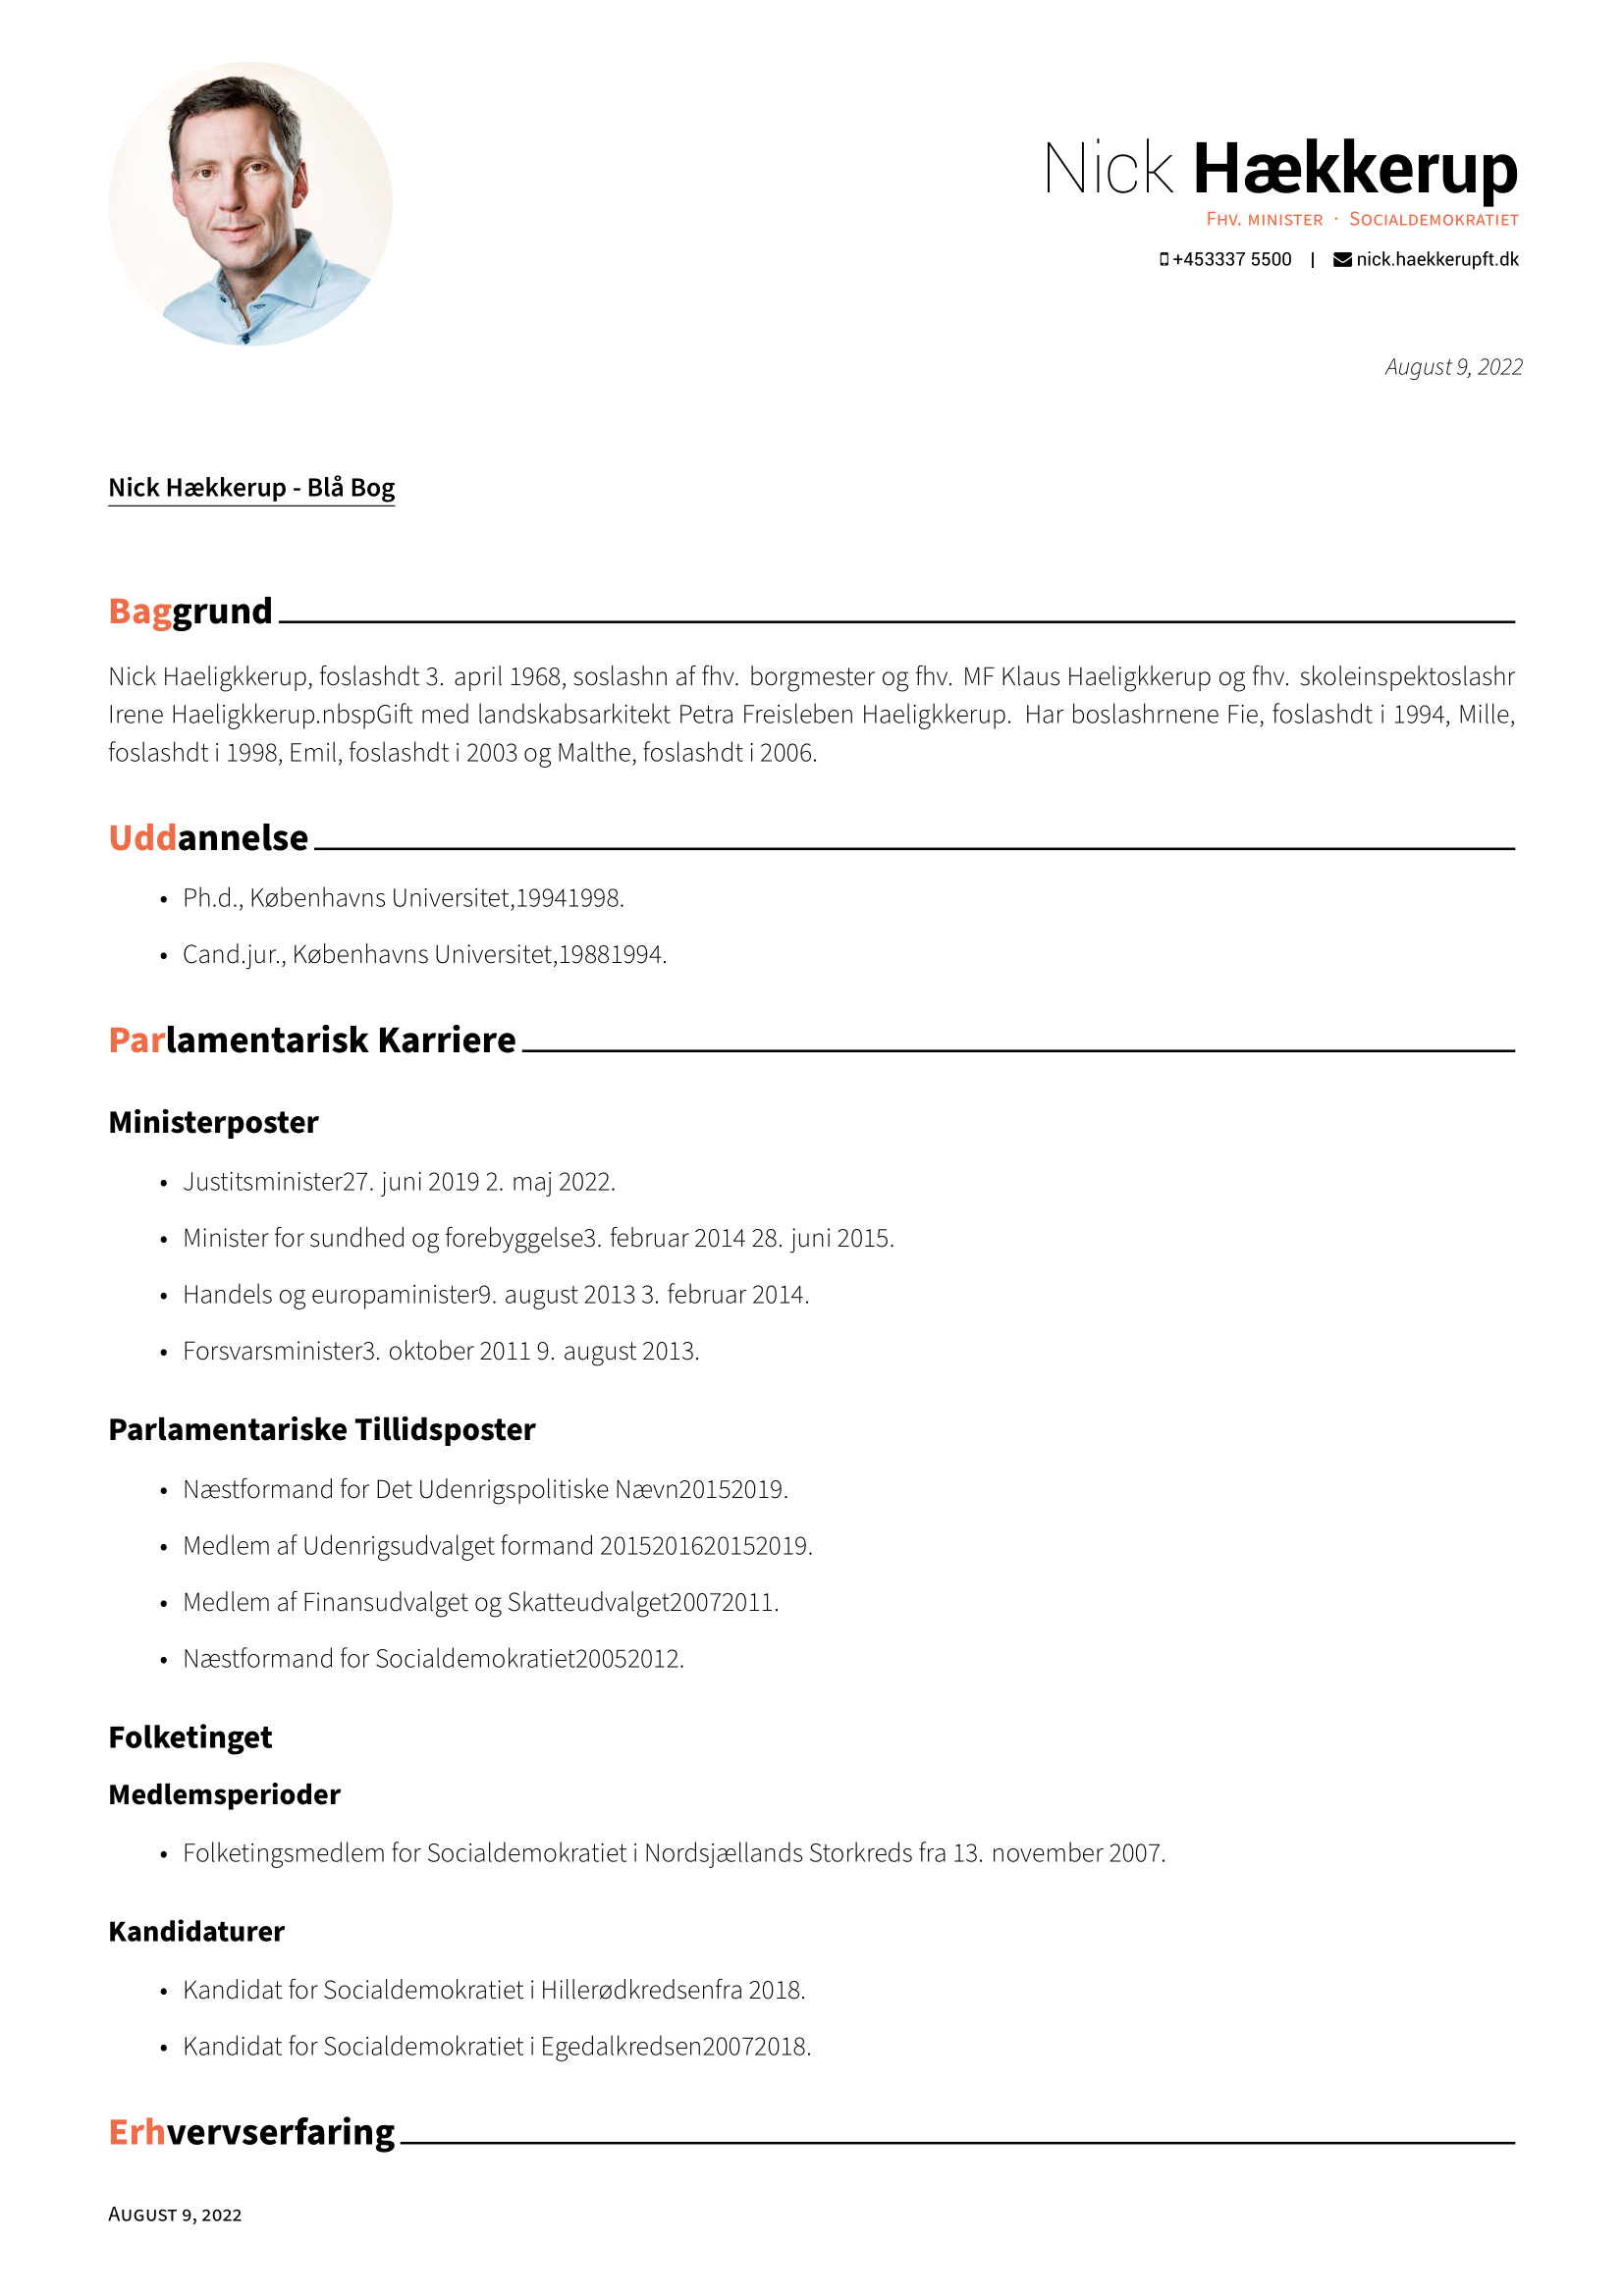 Nick Hækkerup
Fhv. minister · Socialdemokratiet
+453337 5500 | nick.haekkerupft.dk
August 9, 2022
Nick Hækkerup - Blå Bog
Baggrund
Nick Haeligkkerup, foslashdt 3. april 1968, soslashn af fhv. borgmester og fhv. MF Klaus Haeligkkerup og fhv. skoleinspektoslashr
Irene Haeligkkerup.nbspGift med landskabsarkitekt Petra Freisleben Haeligkkerup. Har boslashrnene Fie, foslashdt i 1994, Mille,
foslashdt i 1998, Emil, foslashdt i 2003 og Malthe, foslashdt i 2006.
Uddannelse
• Ph.d., Københavns Universitet,19941998.
• Cand.jur., Københavns Universitet,19881994.
Parlamentarisk Karriere
Ministerposter
• Justitsminister27. juni 2019 2. maj 2022.
• Minister for sundhed og forebyggelse3. februar 2014 28. juni 2015.
• Handels og europaminister9. august 2013 3. februar 2014.
• Forsvarsminister3. oktober 2011 9. august 2013.
Parlamentariske Tillidsposter
• Næstformand for Det Udenrigspolitiske Nævn20152019.
• Medlem af Udenrigsudvalget formand 2015201620152019.
• Medlem af Finansudvalget og Skatteudvalget20072011.
• Næstformand for Socialdemokratiet20052012.
Folketinget
Medlemsperioder
• Folketingsmedlem for Socialdemokratiet i Nordsjællands Storkreds fra 13. november 2007.
Kandidaturer
• Kandidat for Socialdemokratiet i Hillerødkredsenfra 2018.
• Kandidat for Socialdemokratiet i Egedalkredsen20072018.
Erhvervserfaring
August 9, 2022